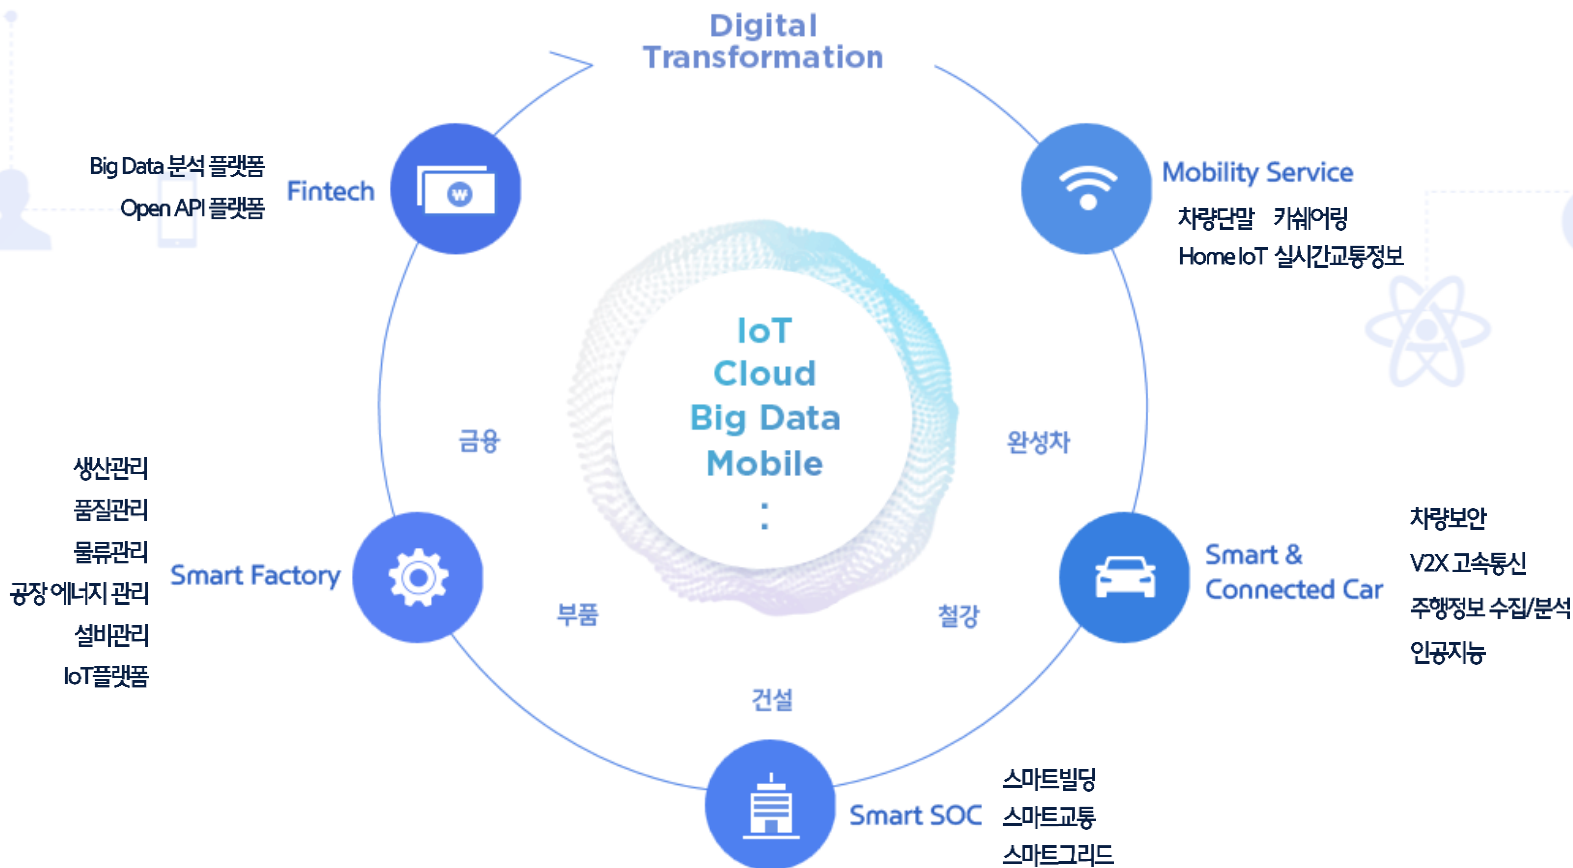 Digital
Transformation
Big Data 분석 플랫폼
Open API 플랫폼
Fintech
₩
Mobility Service
차량단말 카쉐어링
Home IoT 실시간교통정보
IoT
Cloud
Big Data
Mobile
:
금융
완성차
부품
철강
건설
생산관리
품질관리
물류관리
공장 에너지 관리
설비관리
IoT플랫폼
Smart Factory
Smart &
Connected Car
차량보안
V2X 고속통신
주행정보 수집/분석
인공지능
Smart SOC
스마트빌딩
스마트교통
스마트그리드